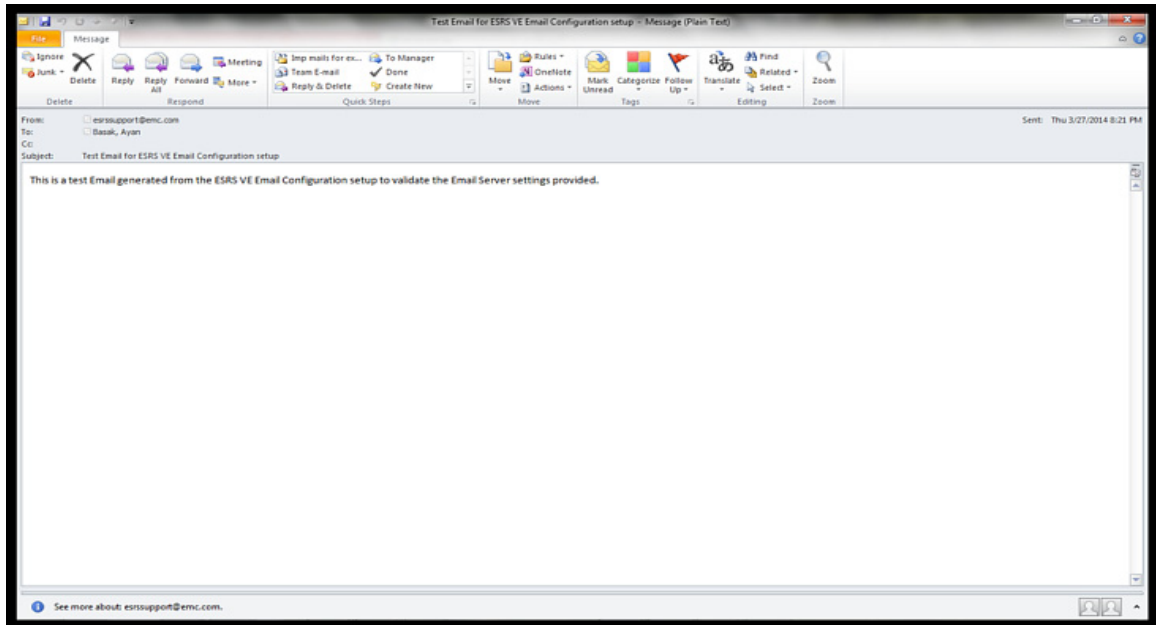 Test Email for ESRS VE Email Configuration setup - Message (Plain Text)
File Message
Ignore
Junk
Delete
Reply
Reply All
Forward
Meeting
More
Imp mails for ex...
Team E-mail
Reply & Delete
To Manager
Done
Create New
Move
Rules
OneNote
Actions
Mark Unread
Categorize
Follow Up
Translate
Find
Related
Select
Zoom
Delete Respond Quick Steps Move Tags Editing Zoom
From: esrssupport@emc.com Sent: Thu 3/27/2014 8:21 PM
To: Basak, Ayan
Cc:
Subject: Test Email for ESRS VE Email Configuration setup
This is a test Email generated from the ESRS VE Email Configuration setup to validate the Email Server settings provided.
See more about: esrssupport@emc.com.